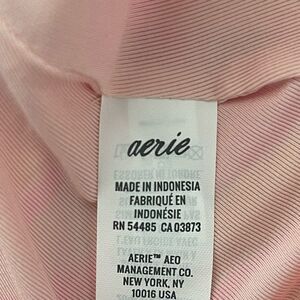 aerie
MADE IN INDONESIA
FABRIQUÉ EN
INDONÉSIE
RN 54485 CA 03873
AERIE™ AEO
MANAGEMENT CO.
NEW YORK, NY
10016 USA